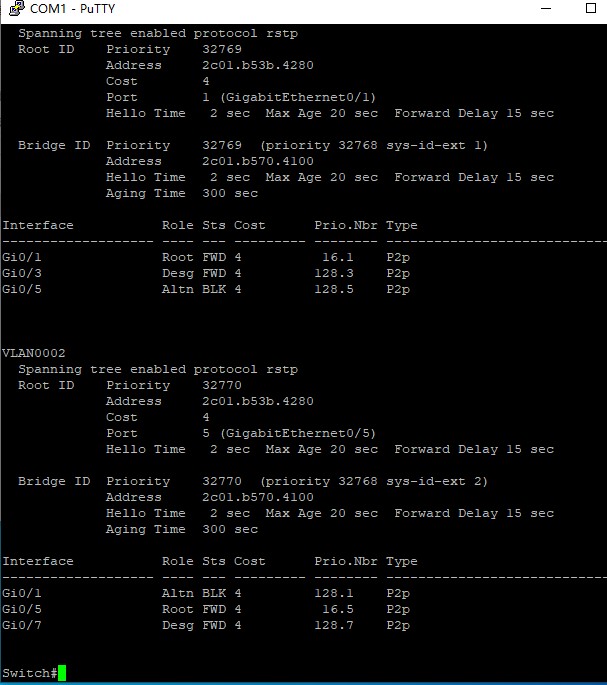 COM1 - PuTTY
Spanning tree enabled protocol rstp
Root ID Priority 32769
Address 2c01.b53b.4280
Cost 4
Port 1 (GigabitEthernet0/1)
Hello Time 2 sec Max Age 20 sec Forward Delay 15 sec
Bridge ID Priority 32769 (priority 32768 sys-id-ext 1)
Address 2c01.b570.4100
Hello Time 2 sec Max Age 20 sec Forward Delay 15 sec
Aging Time 300 sec
Interface Role Sts Cost Prio.Nbr Type
------------------- ---- --- --------- -------- --------------------------------
Gi0/1 Root FWD 4 16.1 P2p
Gi0/3 Desg FWD 4 128.3 P2p
Gi0/5 Altn BLK 4 128.5 P2p
VLAN0002
Spanning tree enabled protocol rstp
Root ID Priority 32770
Address 2c01.b53b.4280
Cost 4
Port 5 (GigabitEthernet0/5)
Hello Time 2 sec Max Age 20 sec Forward Delay 15 sec
Bridge ID Priority 32770 (priority 32768 sys-id-ext 2)
Address 2c01.b570.4100
Hello Time 2 sec Max Age 20 sec Forward Delay 15 sec
Aging Time 300 sec
Interface Role Sts Cost Prio.Nbr Type
------------------- ---- --- --------- -------- --------------------------------
Gi0/1 Altn BLK 4 128.1 P2p
Gi0/5 Root FWD 4 16.5 P2p
Gi0/7 Desg FWD 4 128.7 P2p
Switch#